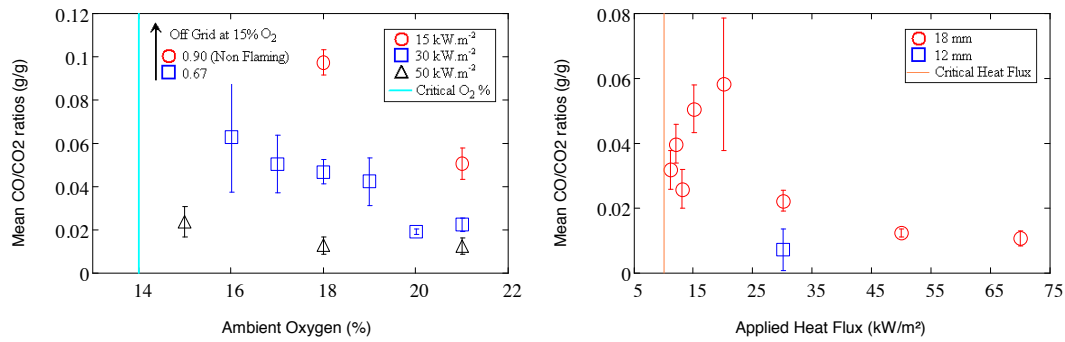 Mean CO/CO2 ratios (g/g)
0.12
0.1
0.08
0.06
0.04
0.02
0
14
16
18
20
22
Ambient Oxygen (%)
Off Grid at 15% O₂
0.90 (Non Flaming)
0.67
15 kW.m⁻²
30 kW.m⁻²
50 kW.m⁻²
Critical O₂ %
Mean CO/CO2 ratios (g/g)
0.08
0.06
0.04
0.02
0
5
15
25
35
45
55
65
75
Applied Heat Flux (kW/m²)
18 mm
12 mm
Critical Heat Flux